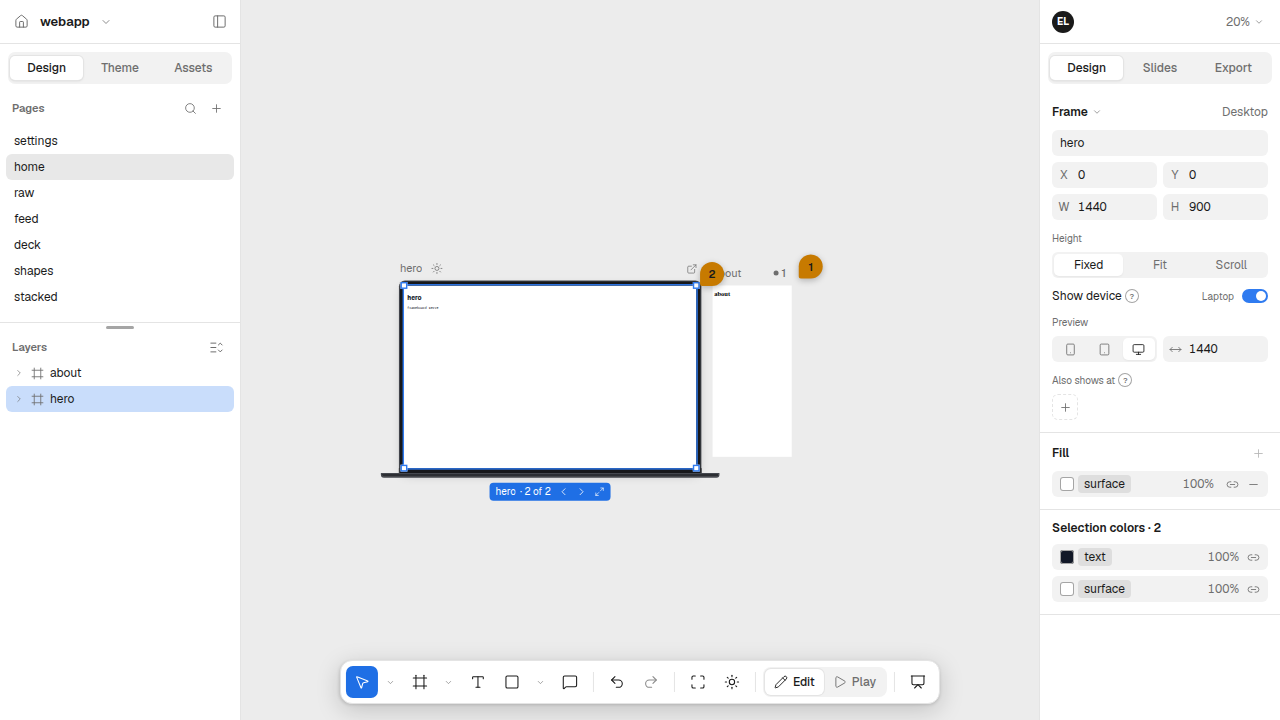 webapp
Design
Theme
Assets
Pages
settings
home
raw
feed
deck
shapes
stacked
Layers
about
hero
hero
2
out
1
1
hero
about
hero · 2 of 2
Edit
Play
EL
20%
Design
Slides
Export
Frame
Desktop
hero
X 0
Y 0
W 1440
H 900
Height
Fixed
Fit
Scroll
Show device ?
Laptop
Preview
1440
Also shows at ?
Fill
surface 100%
Selection colors · 2
text 100%
surface 100%